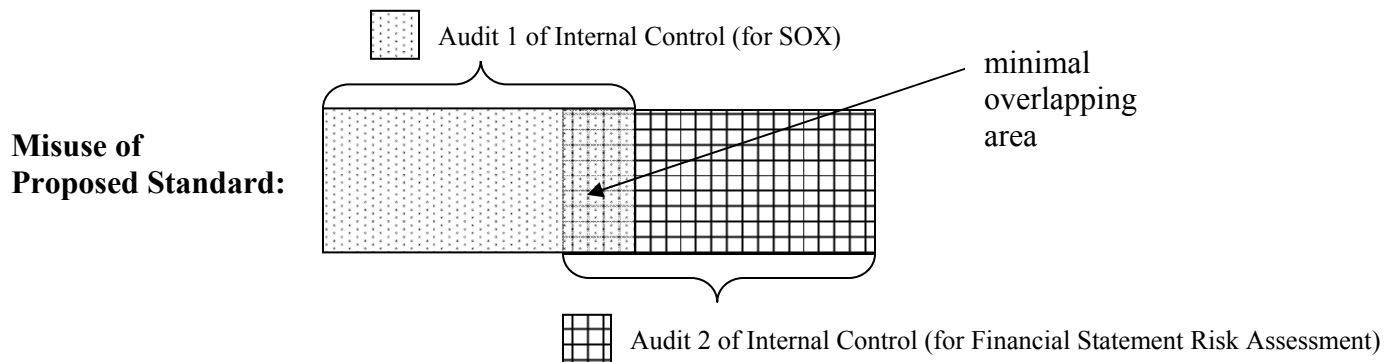 Audit 1 of Internal Control (for SOX)
minimal
overlapping
area
Misuse of
Proposed Standard:
Audit 2 of Internal Control (for Financial Statement Risk Assessment)